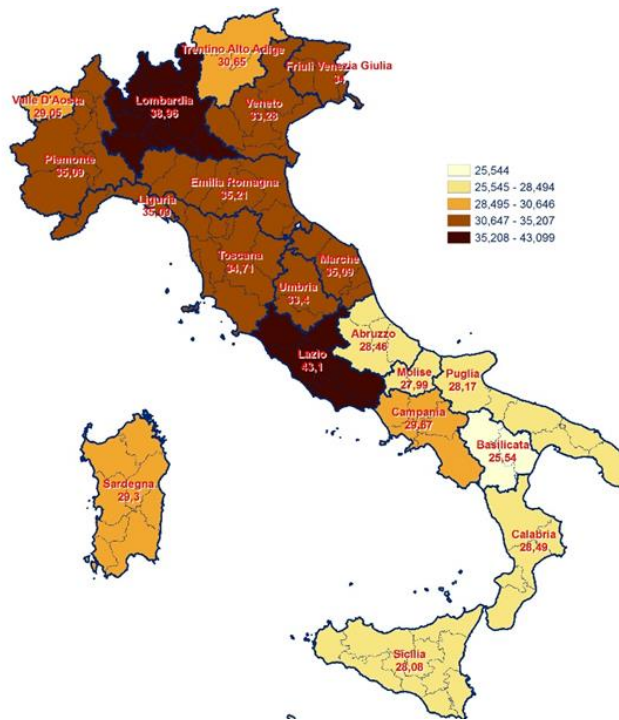 Trentino Alto Adige
30,65
Friuli Venezia Giulia
34
Valle D'Aosta
29,05
Lombardia
38,96
Veneto
33,28
Piemonte
35,09
Emilia Romagna
35,21
Liguria
35,09
Toscana
34,71
Marche
35,09
Umbria
33,4
Abruzzo
28,46
Lazio
43,1
Molise
27,99
Puglia
28,17
Campania
29,67
Basilicata
25,54
Sardegna
29,3
Calabria
28,49
Sicilia
28,08
25,544
25,545 - 28,494
28,495 - 30,646
30,647 - 35,207
35,208 - 43,099